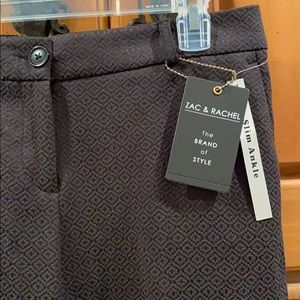 ZAC & RACHEL
The
BRAND
of
STYLE
Slim Ankle